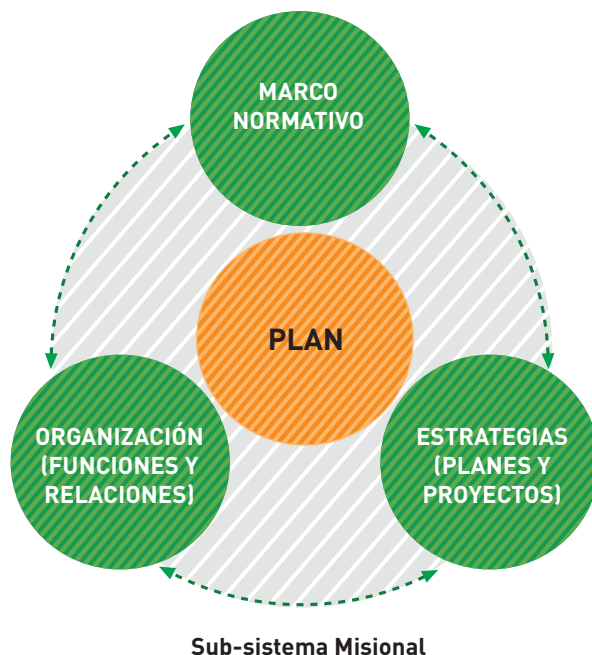 MARCO
NORMATIVO
PLAN
ORGANIZACIÓN
(FUNCIONES Y
RELACIONES)
ESTRATEGIAS
(PLANES Y
PROYECTOS)
Sub-sistema Misional